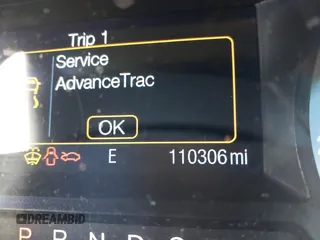 Trip 1
Service
AdvanceTrac
OK
E 110306 mi
P R N D
DREAMBID